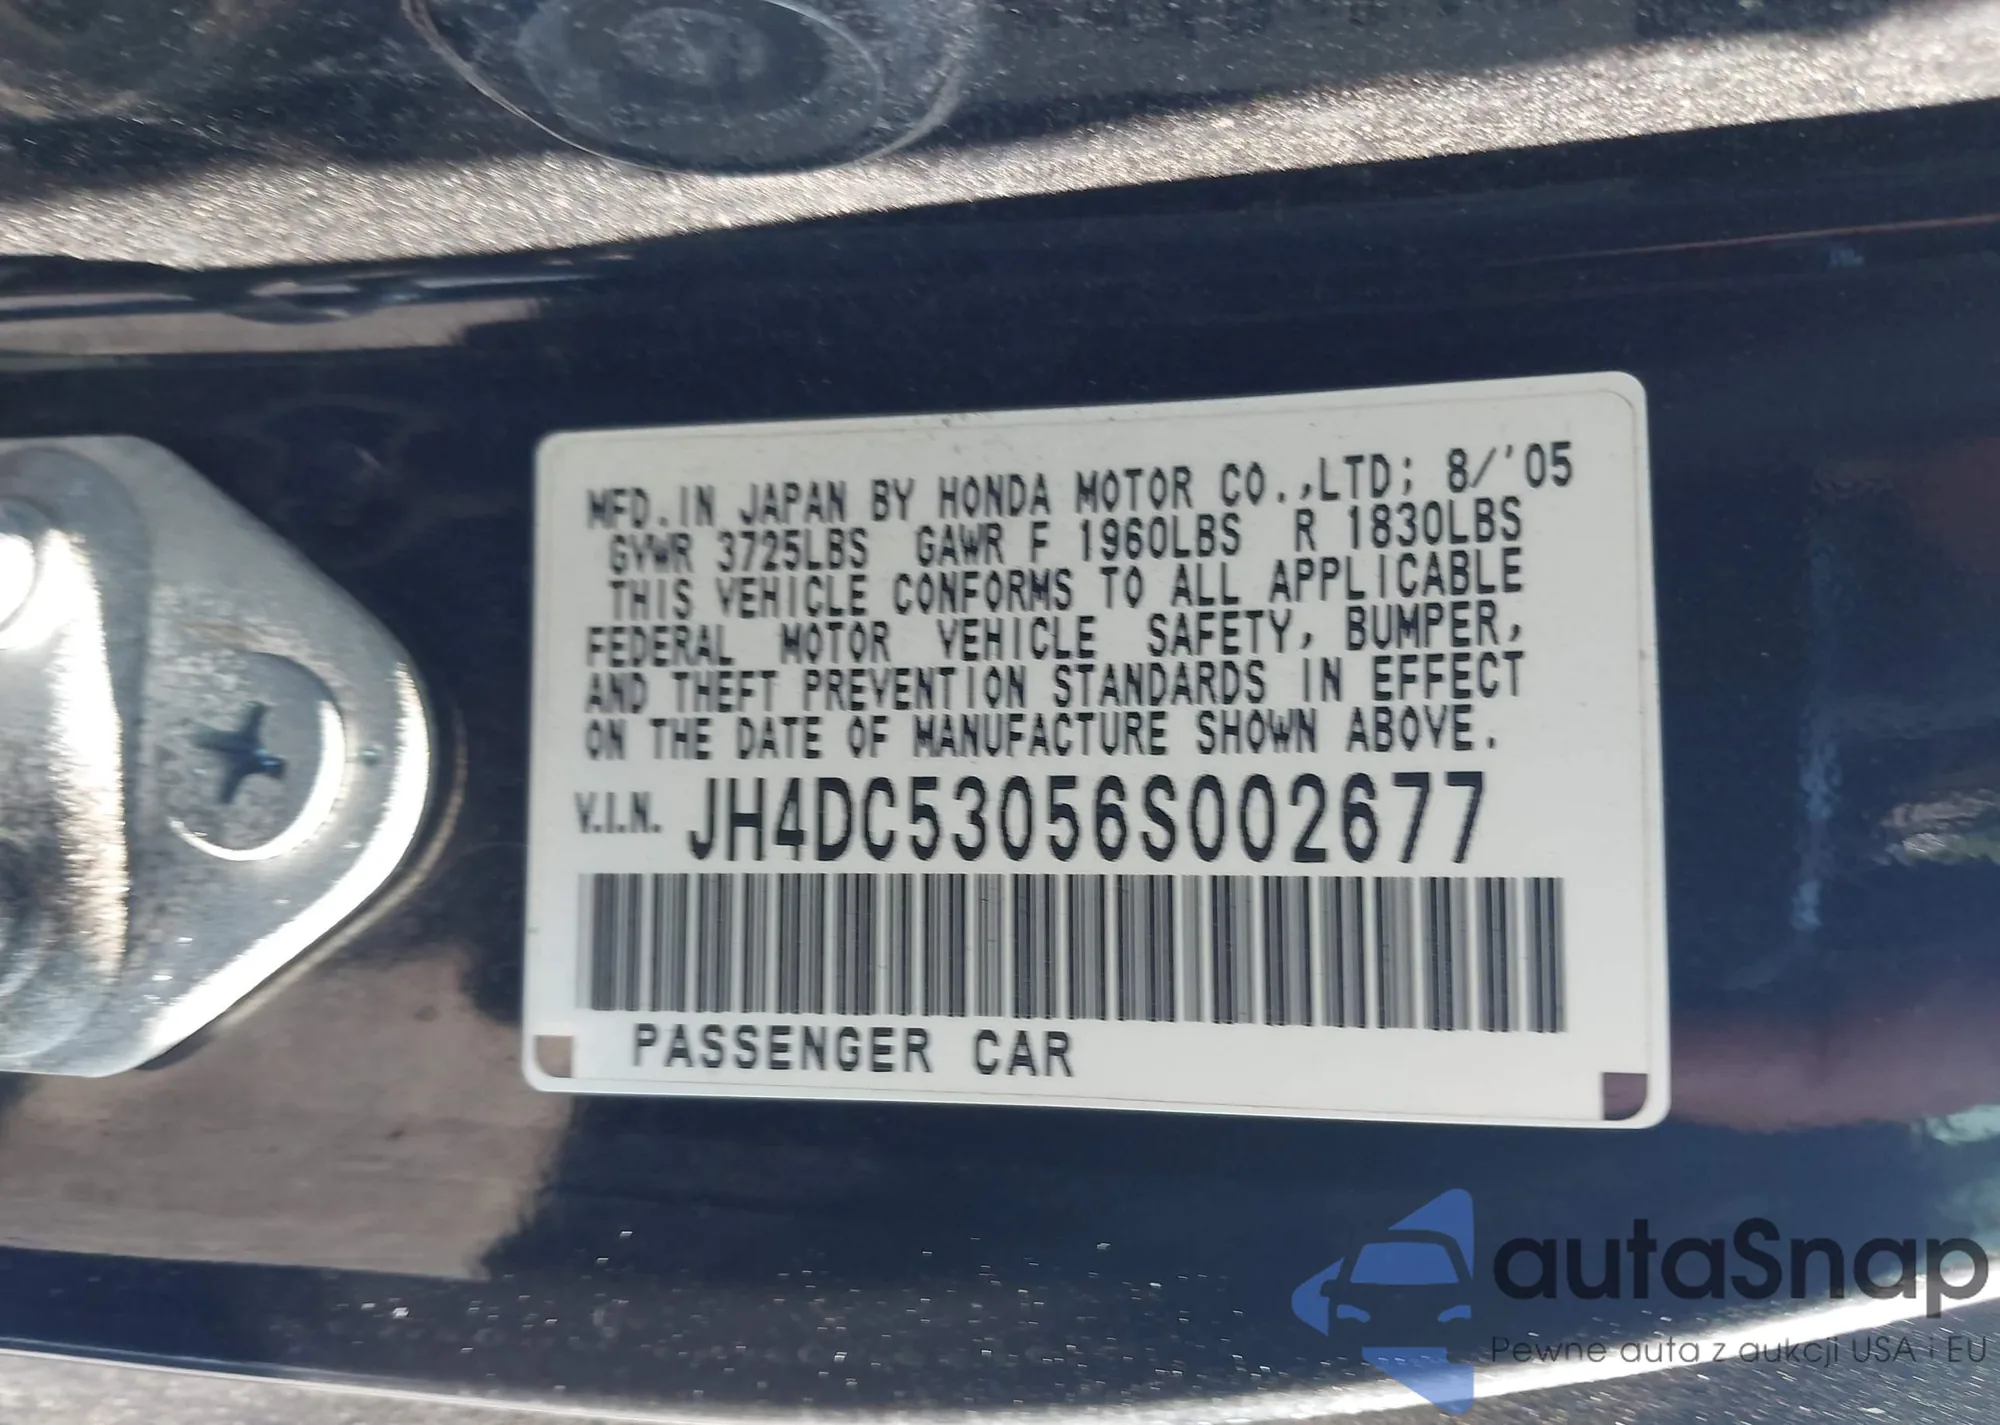 MFD.IN JAPAN BY HONDA MOTOR CO.,LTD; 8/'05
GVWR 3725LBS GAWR F 1960LBS R 1830LBS
THIS VEHICLE CONFORMS TO ALL APPLICABLE
FEDERAL MOTOR VEHICLE SAFETY, BUMPER,
AND THEFT PREVENTION STANDARDS IN EFFECT
ON THE DATE OF MANUFACTURE SHOWN ABOVE.
V.I.N. JH4DC53056S002677
PASSENGER CAR
autaSnap
Pewne auta z aukcji USA i EU